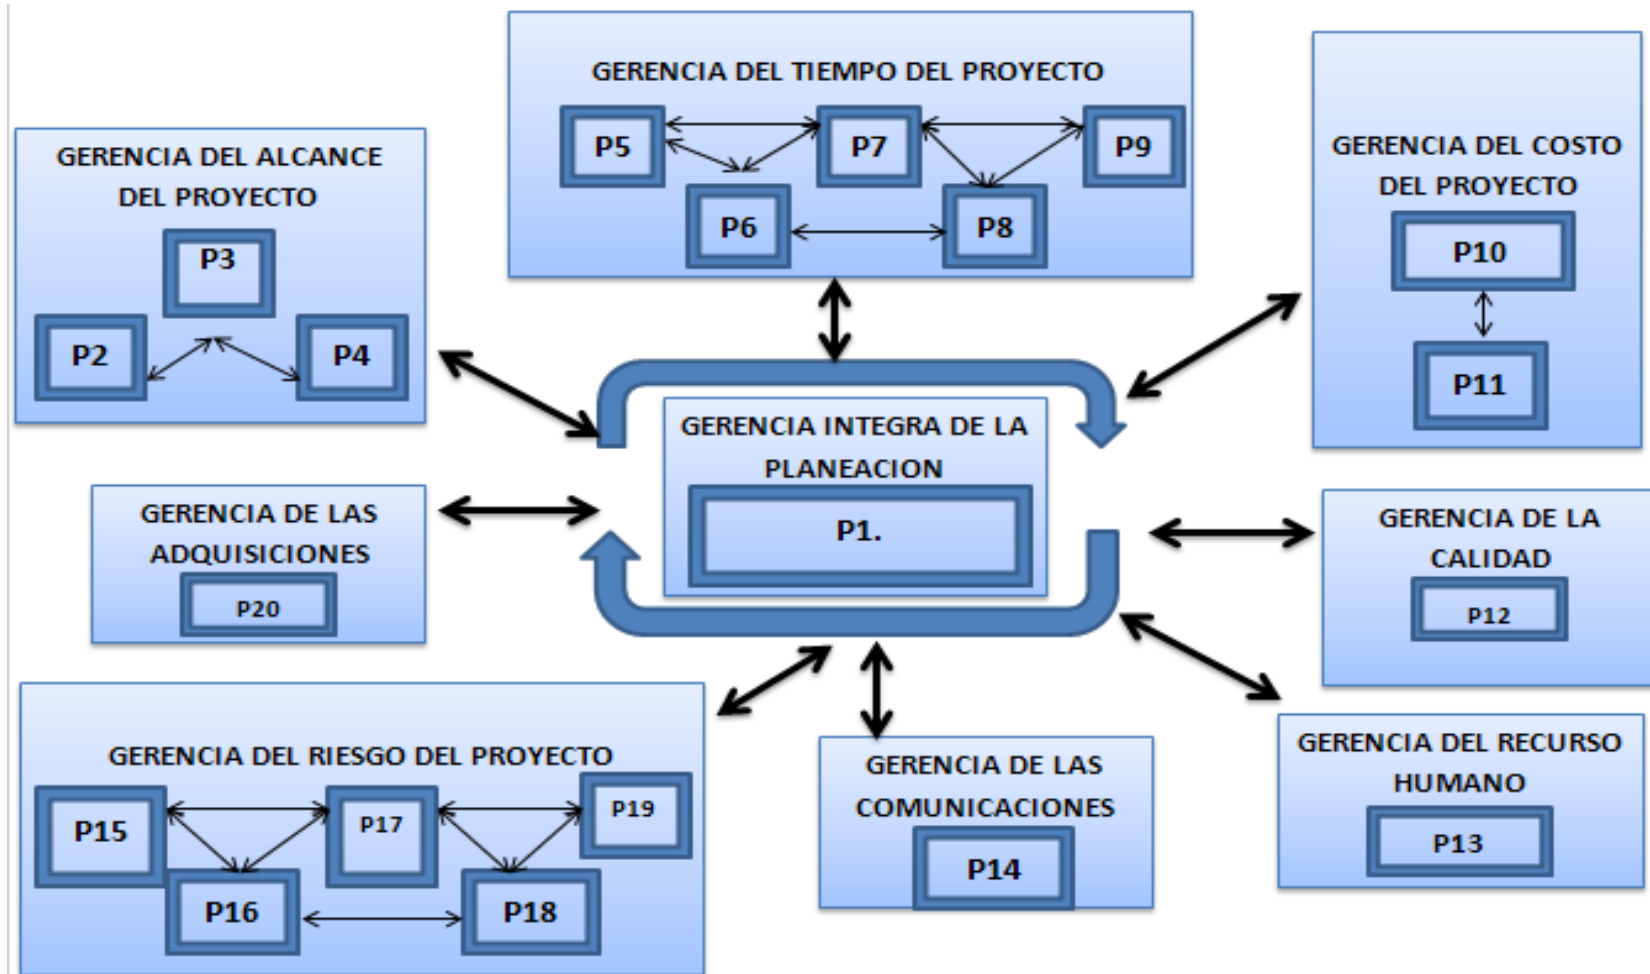 GERENCIA DEL TIEMPO DEL PROYECTO
P5
P7
P9
P6
P8
GERENCIA DEL ALCANCE
DEL PROYECTO
P3
P2
P4
GERENCIA DEL COSTO
DEL PROYECTO
P10
P11
GERENCIA INTEGRA DE LA
PLANEACION
P1.
GERENCIA DE LAS
ADQUISICIONES
P20
GERENCIA DE LA
CALIDAD
P12
GERENCIA DEL RIESGO DEL PROYECTO
P15
P17
P19
P16
P18
GERENCIA DE LAS
COMUNICACIONES
P14
GERENCIA DEL RECURSO
HUMANO
P13